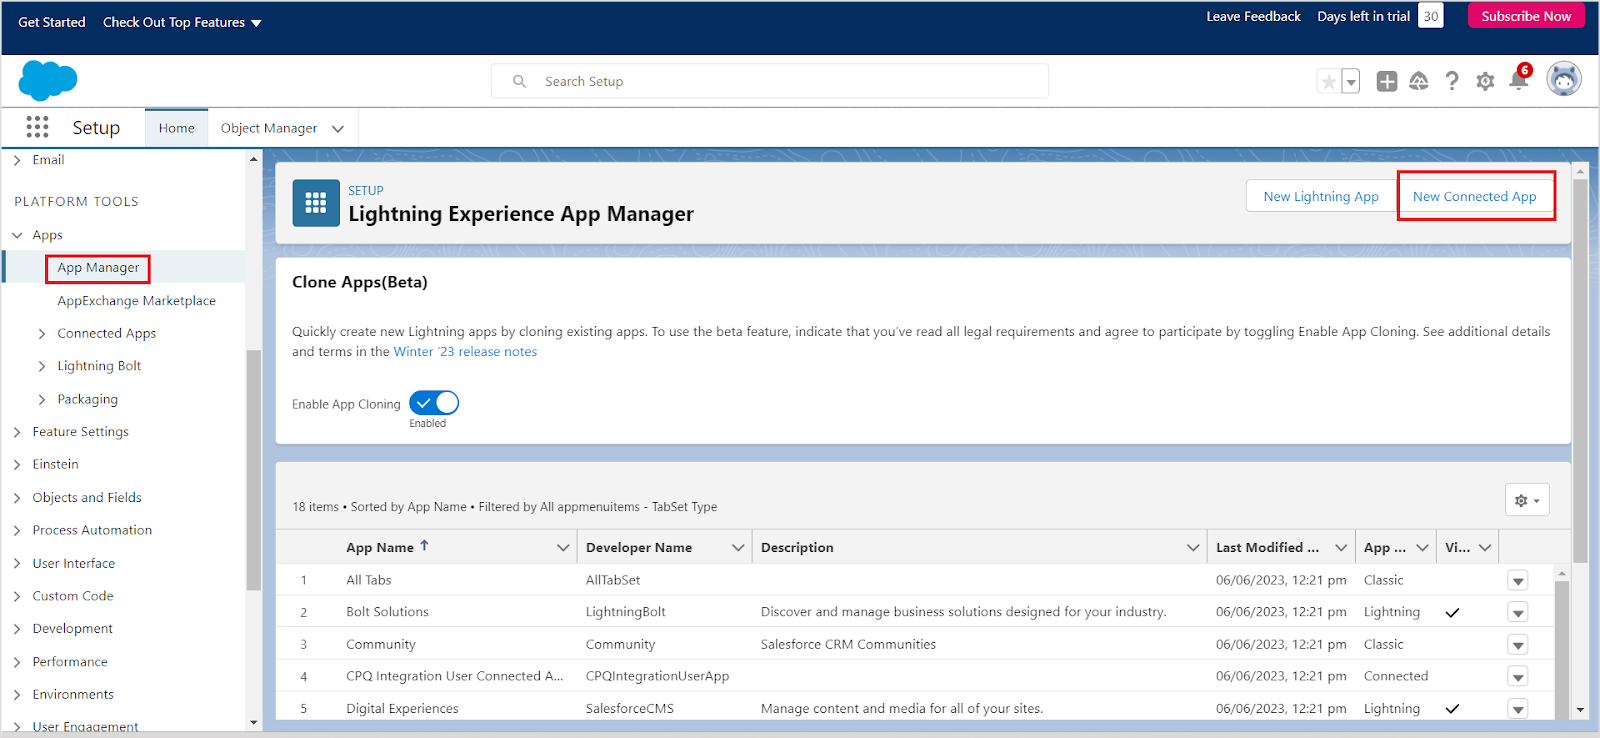 Get Started Check Out Top Features
Leave Feedback Days left in trial 30 Subscribe Now
Search Setup
6
Setup Home Object Manager
Email
PLATFORM TOOLS
Apps
App Manager
AppExchange Marketplace
Connected Apps
Lightning Bolt
Packaging
Feature Settings
Einstein
Objects and Fields
Process Automation
User Interface
Custom Code
Development
Performance
Environments
User Engagement
SETUP
Lightning Experience App Manager
New Lightning App New Connected App
Clone Apps(Beta)
Quickly create new Lightning apps by cloning existing apps. To use the beta feature, indicate that you've read all legal requirements and agree to participate by toggling Enable App Cloning. See additional details
and terms in the Winter '23 release notes
Enable App Cloning
Enabled
18 items • Sorted by App Name • Filtered by All appmenuitems - TabSet Type
App Name ↑ Developer Name Description Last Modified ... App ... Vi...
1 All Tabs AllTabSet 06/06/2023, 12:21 pm Classic
2 Bolt Solutions LightningBolt Discover and manage business solutions designed for your industry. 06/06/2023, 12:21 pm Lightning
3 Community Community Salesforce CRM Communities 06/06/2023, 12:21 pm Classic
4 CPQ Integration User Connected A... CPQIntegrationUserApp 06/06/2023, 12:21 pm Connected
5 Digital Experiences SalesforceCMS Manage content and media for all of your sites. 06/06/2023, 12:21 pm Lightning